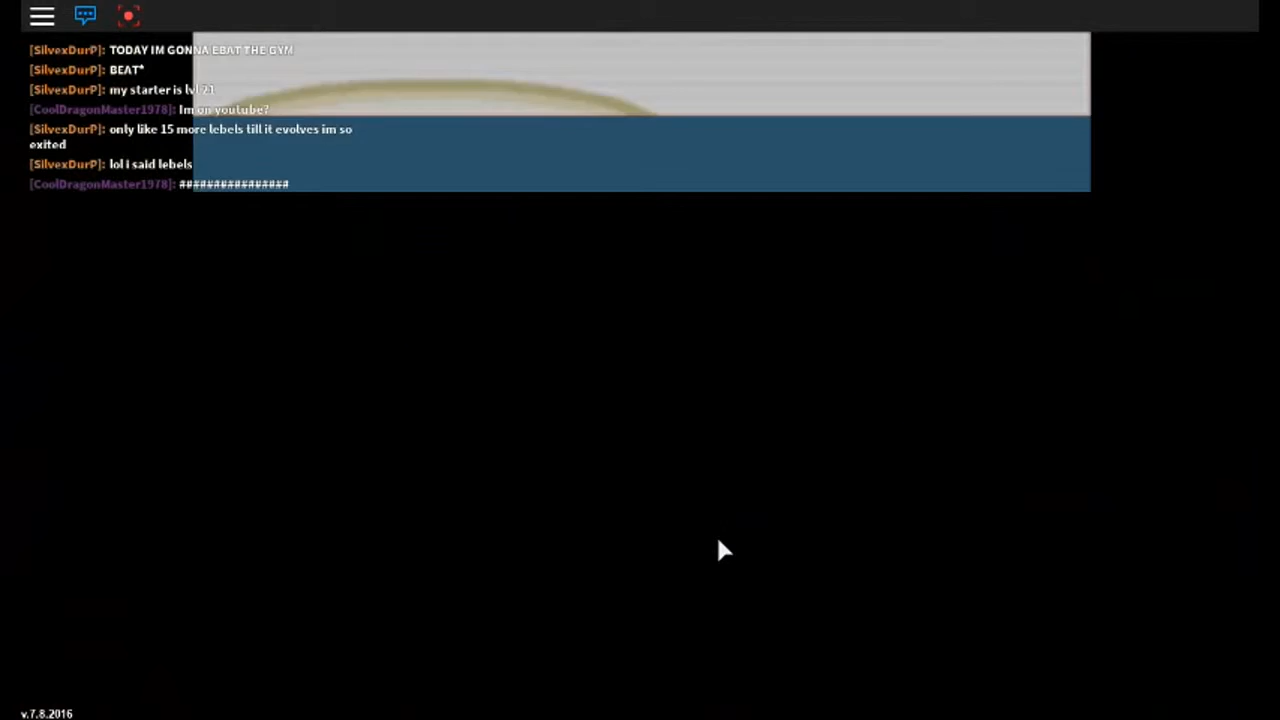 [SilvexDurP]: TODAY IM GONNA EBAT THE GYM
[SilvexDurP]: BEAT*
[SilvexDurP]: my starter is lvl 21
[CoolDragonMaster1978]: Im on youtube?
[SilvexDurP]: only like 15 more lebels till it evolves im so
exited
[SilvexDurP]: lol i said lebels
[CoolDragonMaster1978]: ################
v.7.8.2016